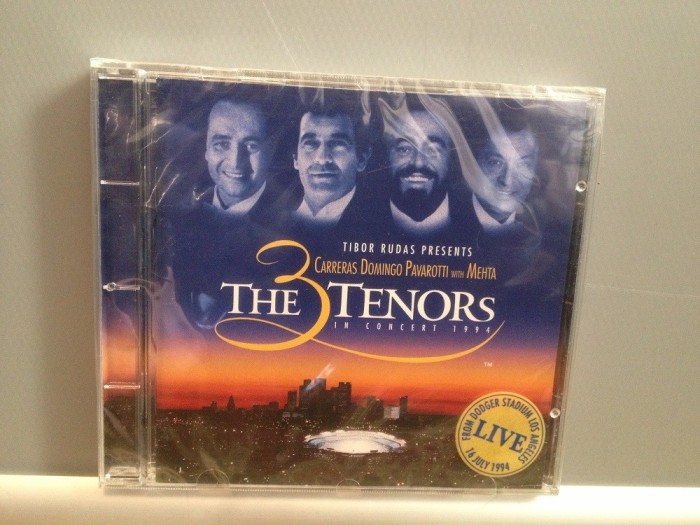 TIBOR RUDAS PRESENTS
CARRERAS DOMINGO PAVAROTTI WITH MEHTA
THE 3 TENORS
IN CONCERT 1994
TM
FROM DODGER STADIUM LOS ANGELES
LIVE
16 JULY 1994